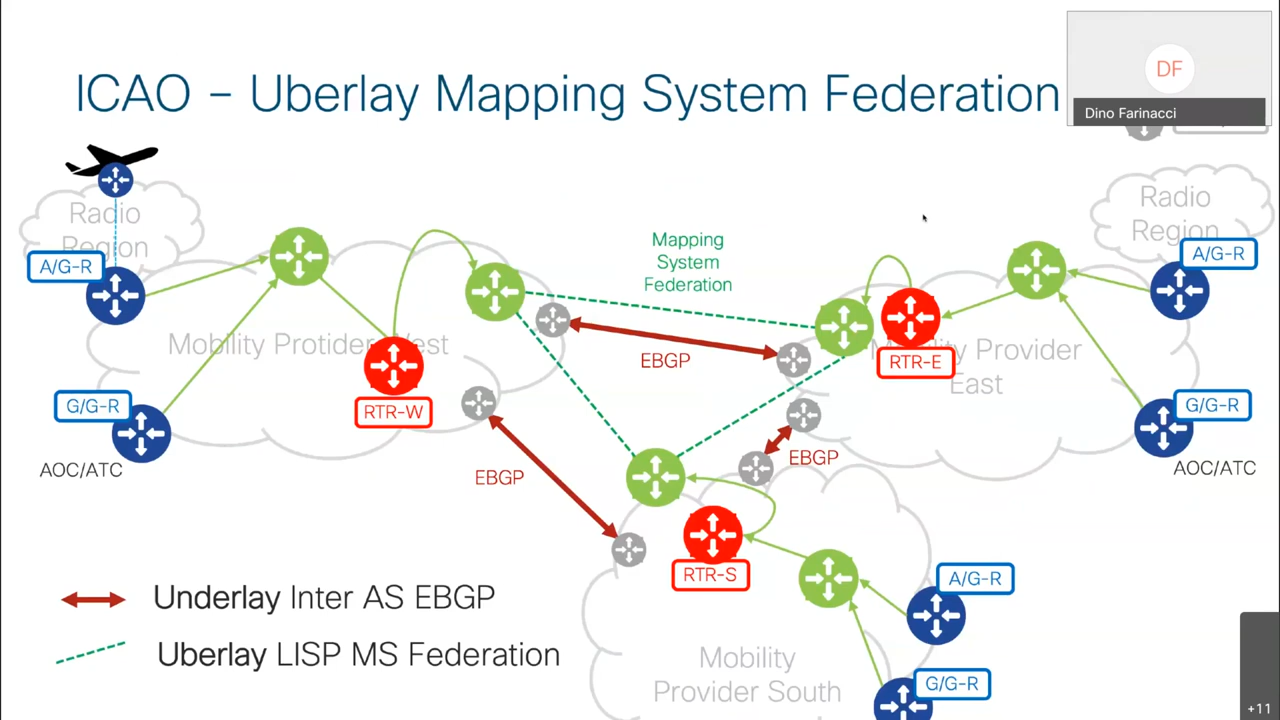 ICAO – Uberlay Mapping System Federation
DF
Dino Farinacci
Radio
Region
Radio
Region
A/G-R
A/G-R
Mapping
System
Federation
Mobility Protider West
EBGP
Mobility Provider
East
RTR-E
RTR-W
G/G-R
G/G-R
AOC/ATC
AOC/ATC
EBGP
EBGP
RTR-S
A/G-R
Underlay Inter AS EBGP
Uberlay LISP MS Federation
Mobility
Provider South
G/G-R
+11